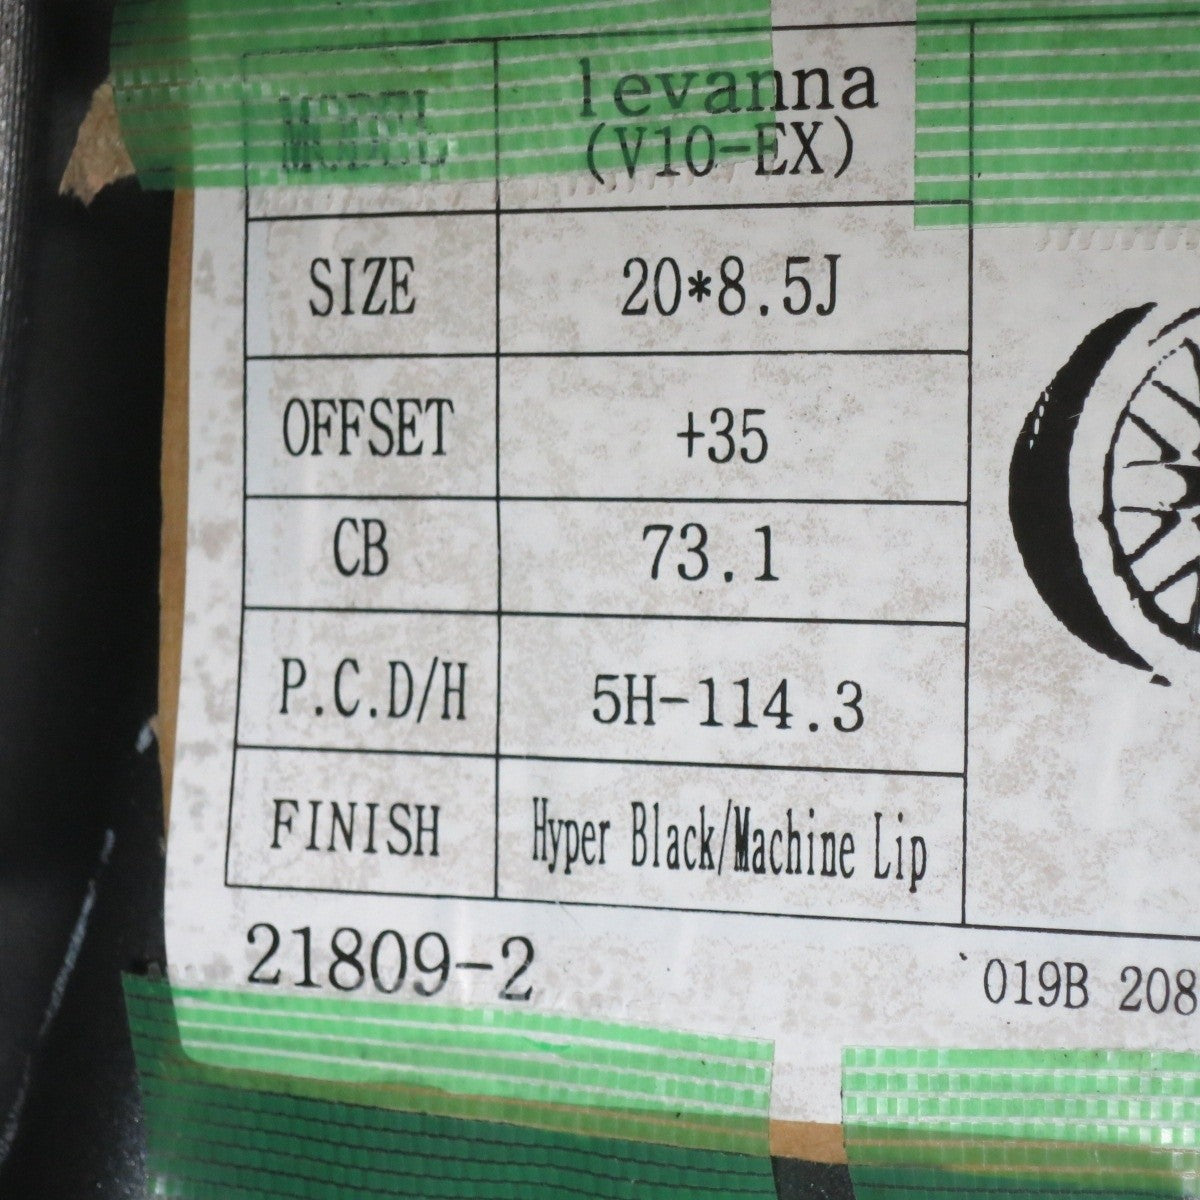 MODEL levanna
(V10-EX)
SIZE 20*8.5J
OFFSET +35
CB 73.1
P.C.D/H 5H-114.3
FINISH Hyper Black/Machine Lip
21809-2 019B 208